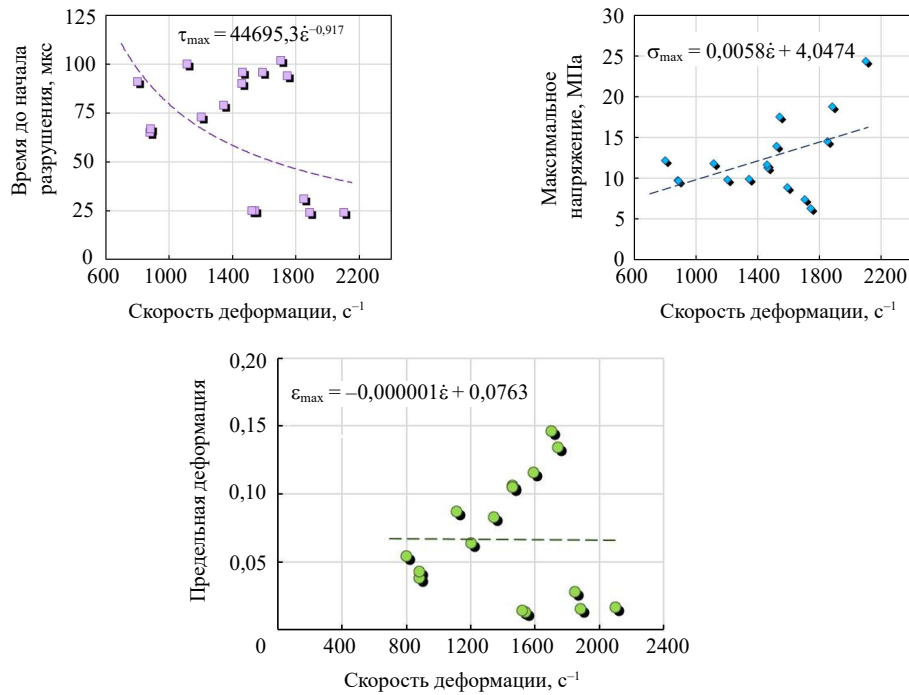 125
100
75
50
25
0
600 1000 1400 1800 2200
Время до начала
разрушения, мкс
τmax = 44695,3ε̇–0,917
Скорость деформации, с–1
30
25
20
15
10
5
0
600 1000 1400 1800 2200
Максимальное
напряжение, МПа
σmax = 0,0058ε̇ + 4,0474
Скорость деформации, с–1
0,20
0,15
0,10
0,05
0
400 800 1200 1600 2000 2400
Предельная деформация
εmax = –0,000001ε̇ + 0,0763
Скорость деформации, с–1